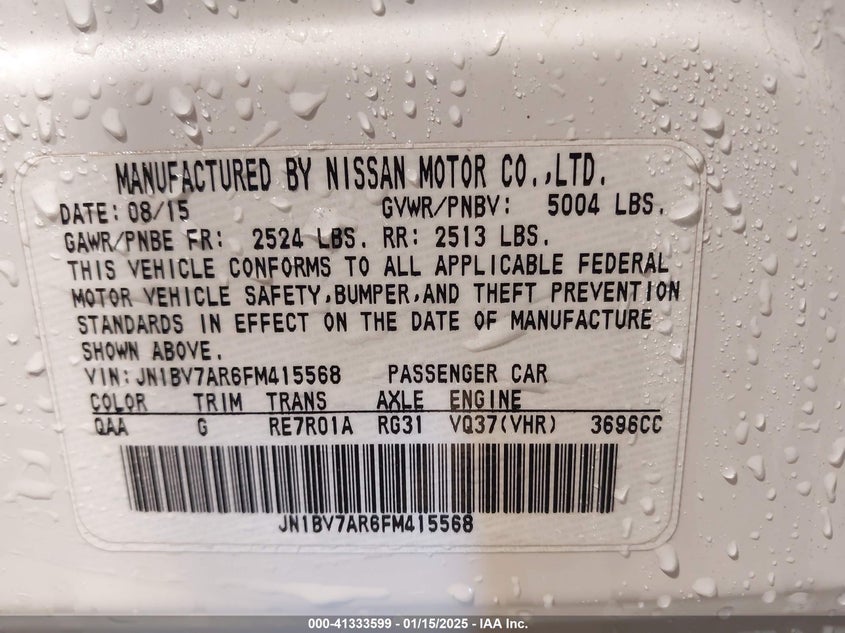 MANUFACTURED BY NISSAN MOTOR CO.,LTD.
DATE: 08/15 GVWR/PNBV: 5004 LBS.
GAWR/PNBE FR: 2524 LBS. RR: 2513 LBS.
THIS VEHICLE CONFORMS TO ALL APPLICABLE FEDERAL
MOTOR VEHICLE SAFETY,BUMPER,AND THEFT PREVENTION
STANDARDS IN EFFECT ON THE DATE OF MANUFACTURE
SHOWN ABOVE.
VIN: JN1BV7AR6FM415568 PASSENGER CAR
COLOR TRIM TRANS AXLE ENGINE
QAA G RE7R01A RG31 VQ37(VHR) 3696CC
JN1BV7AR6FM415568
000-41333599 - 01/15/2025 - IAA Inc.